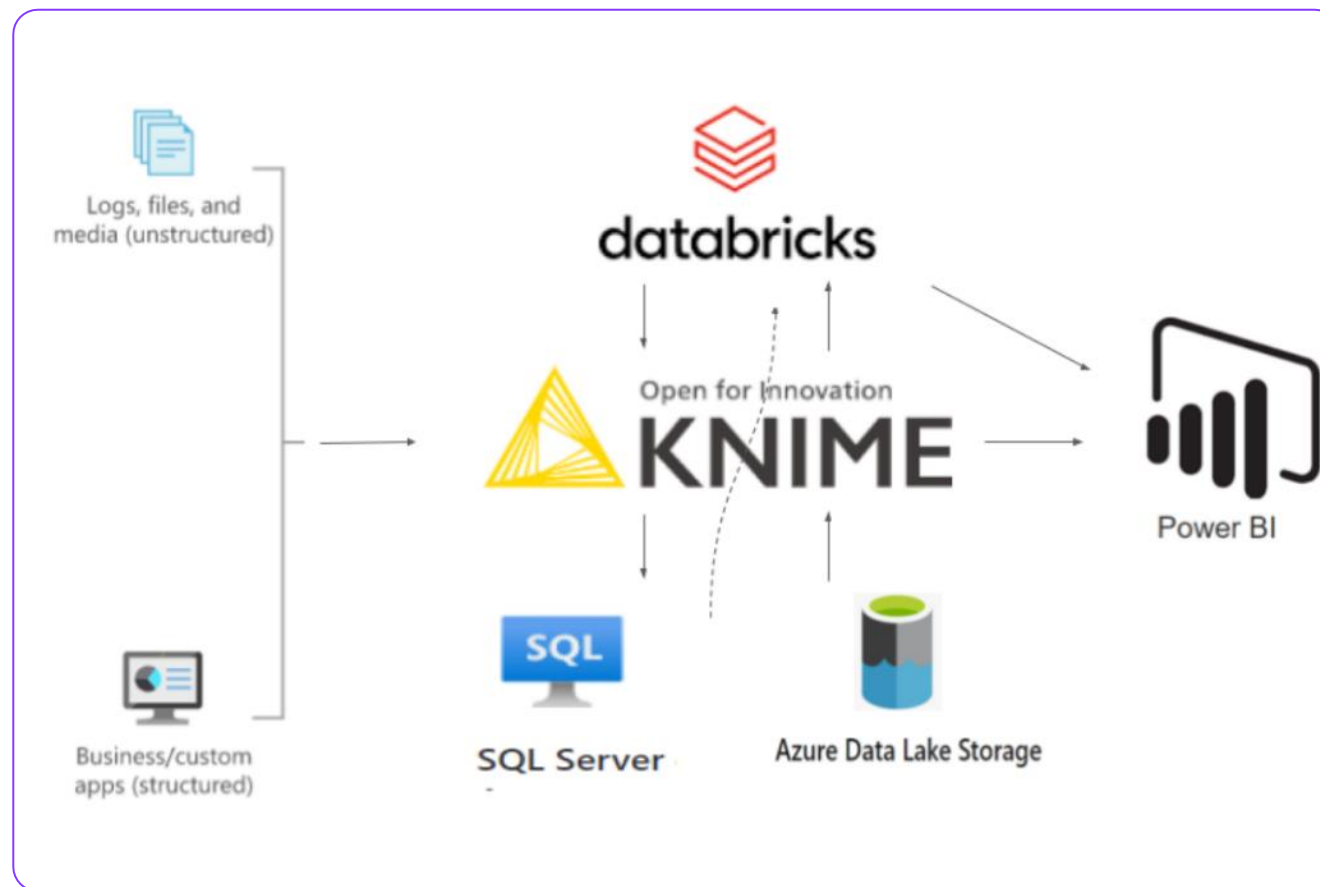 Logs, files, and
media (unstructured)
databricks
Open for Innovation
KNIME
Power BI
SQL
SQL Server
Azure Data Lake Storage
Business/custom
apps (structured)